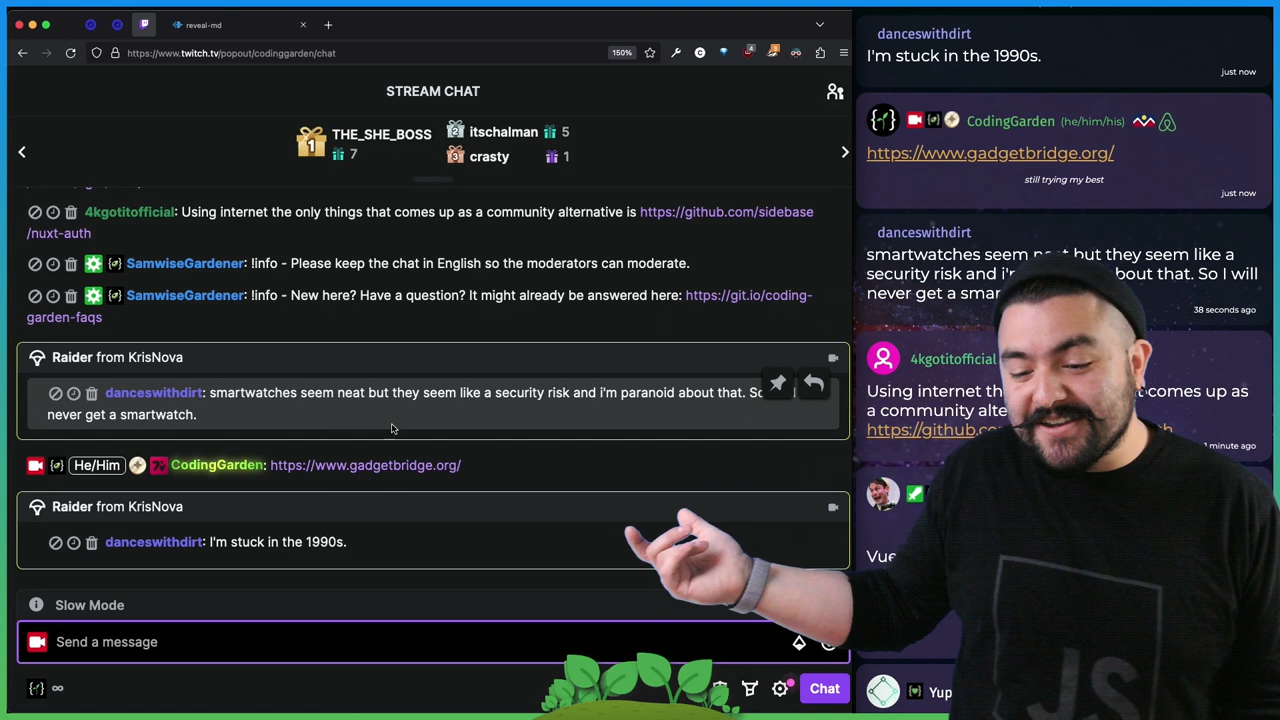 reveal-md
https://www.twitch.tv/popout/codinggarden/chat
150%
STREAM CHAT
1
THE_SHE_BOSS
7
2 itschalman 5
3 crasty 1
4kgotitofficial: Using internet the only things that comes up as a community alternative is https://github.com/sidebase
/nuxt-auth
SamwiseGardener: !info - Please keep the chat in English so the moderators can moderate.
SamwiseGardener: !info - New here? Have a question? It might already be answered here: https://git.io/coding-
garden-faqs
Raider from KrisNova
danceswithdirt: smartwatches seem neat but they seem like a security risk and i'm paranoid about that. So
never get a smartwatch.
He/Him CodingGarden: https://www.gadgetbridge.org/
Raider from KrisNova
danceswithdirt: I'm stuck in the 1990s.
Slow Mode
Send a message
Chat
danceswithdirt
I'm stuck in the 1990s.
just now
CodingGarden (he/him/his)
https://www.gadgetbridge.org/
still trying my best
just now
danceswithdirt
smartwatches seem neat but they seem like a
security risk and i'm about that. So I will
never get a smar
38 seconds ago
4kgotitofficial
Using internet t comes up as
a community alte
https://github.co th
1 minute ago
Vue
Yup
JS